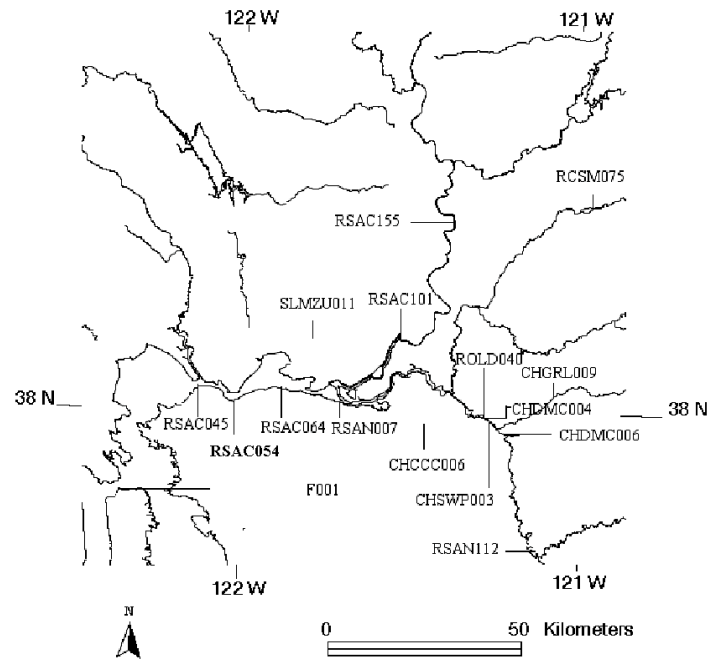 122 W
121 W
RCSM075
RSAC155
SLMZU011
RSAC101
ROLD040
CHGRL009
38 N
CHDMC004
38 N
RSAC045
RSAC064
RSAN007
CHDMC006
RSAC054
CHCCC006
F001
CHSWP003
RSAN112
122 W
121 W
N
0
50
Kilometers